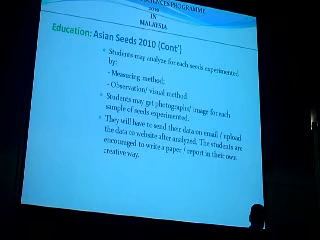 SCIENCES PROGRAMME
2010
IN
MALAYSIA
Education: Asian Seeds 2010 (Cont')
Students may analyze for each seeds experimented
by:
- Measuring method;
- Observation/ visual method.
Students may get photographs/ image for each
sample of seeds experimented.
They will have to send their data on email / upload
the data to website after analyzed. The students are
encouraged to write a paper / report in their own
creative way.